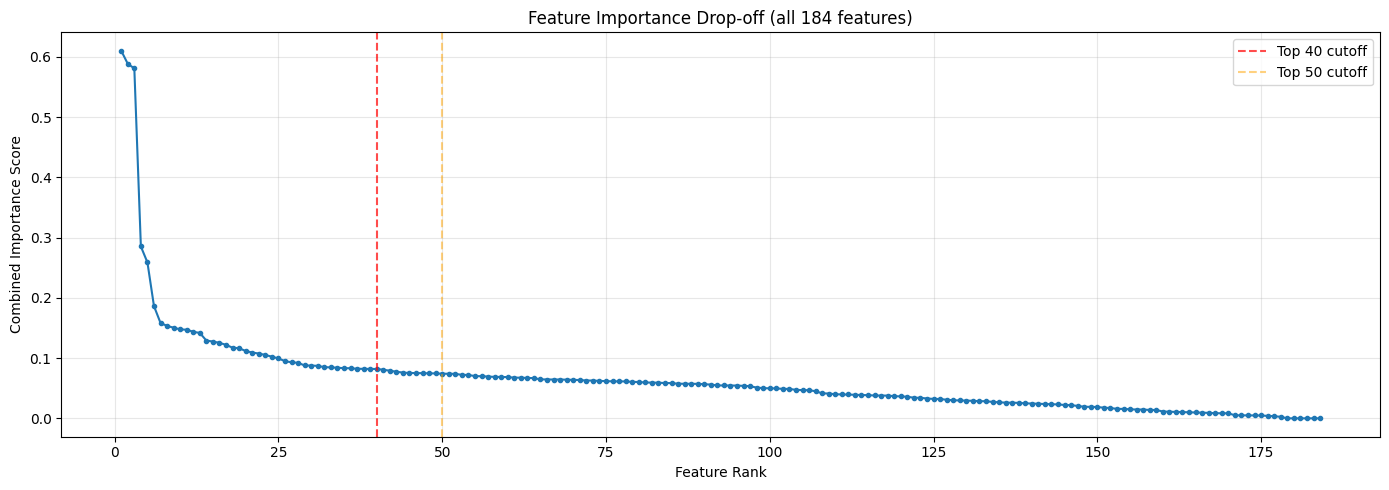 Feature Importance Drop-off (all 184 features)
Top 40 cutoff
Top 50 cutoff
Combined Importance Score
0.6
0.5
0.4
0.3
0.2
0.1
0.0
0 25 50 75 100 125 150 175
Feature Rank